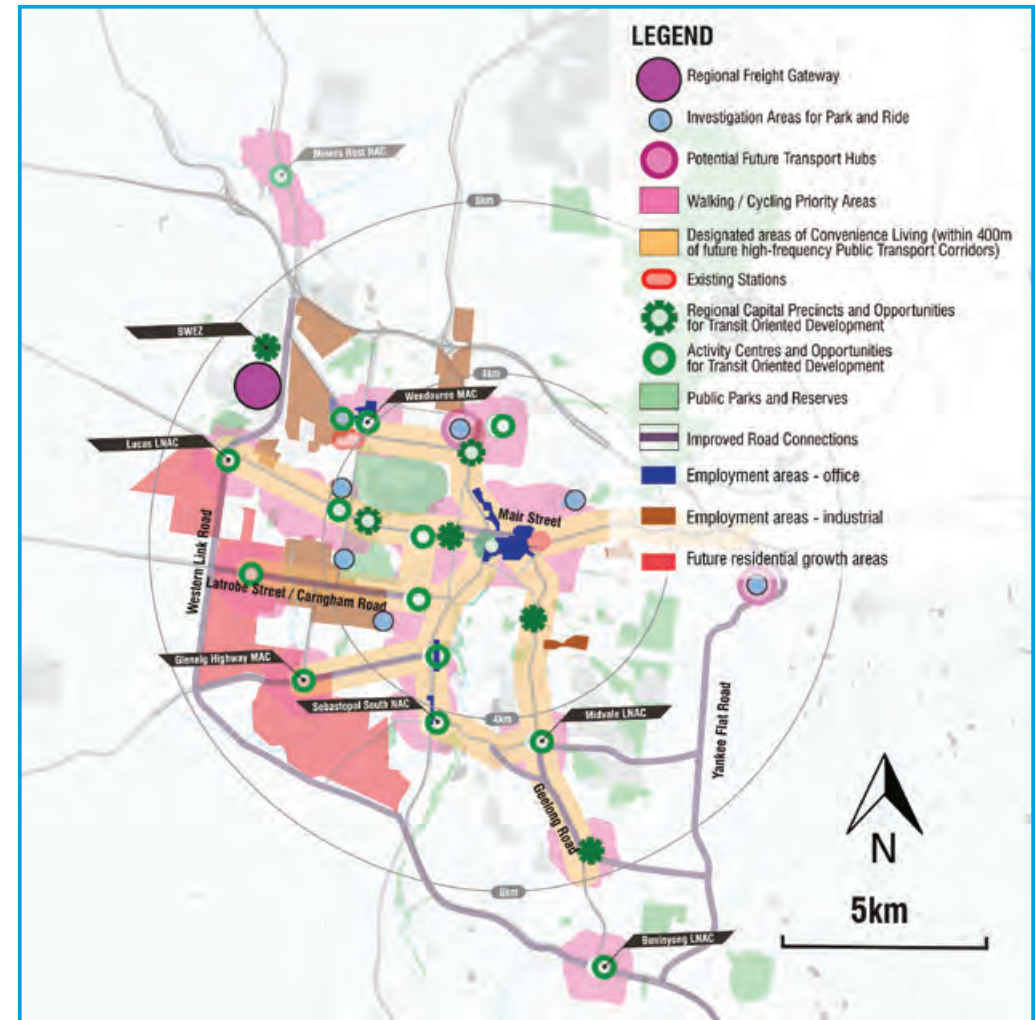 LEGEND
Regional Freight Gateway
Investigation Areas for Park and Ride
Potential Future Transport Hubs
Walking / Cycling Priority Areas
Designated areas of Convenience Living (within 400m
of future high-frequency Public Transport Corridors)
Existing Stations
Regional Capital Precincts and Opportunities
for Transit Oriented Development
Activity Centres and Opportunities
for Transit Oriented Development
Public Parks and Reserves
Improved Road Connections
Employment areas - office
Employment areas - industrial
Future residential growth areas
Miners Rest NAC
8km
BWEZ
4km
Wendouree MAC
Lucas LNAC
Mair Street
Western Link Road
Latrobe Street / Carngham Road
Glenelg Highway MAC
Sebastopol South NAC
4km
Midvale LNAC
Yankee Flat Road
Geelong Road
8km
Buninyong LNAC
N
5km